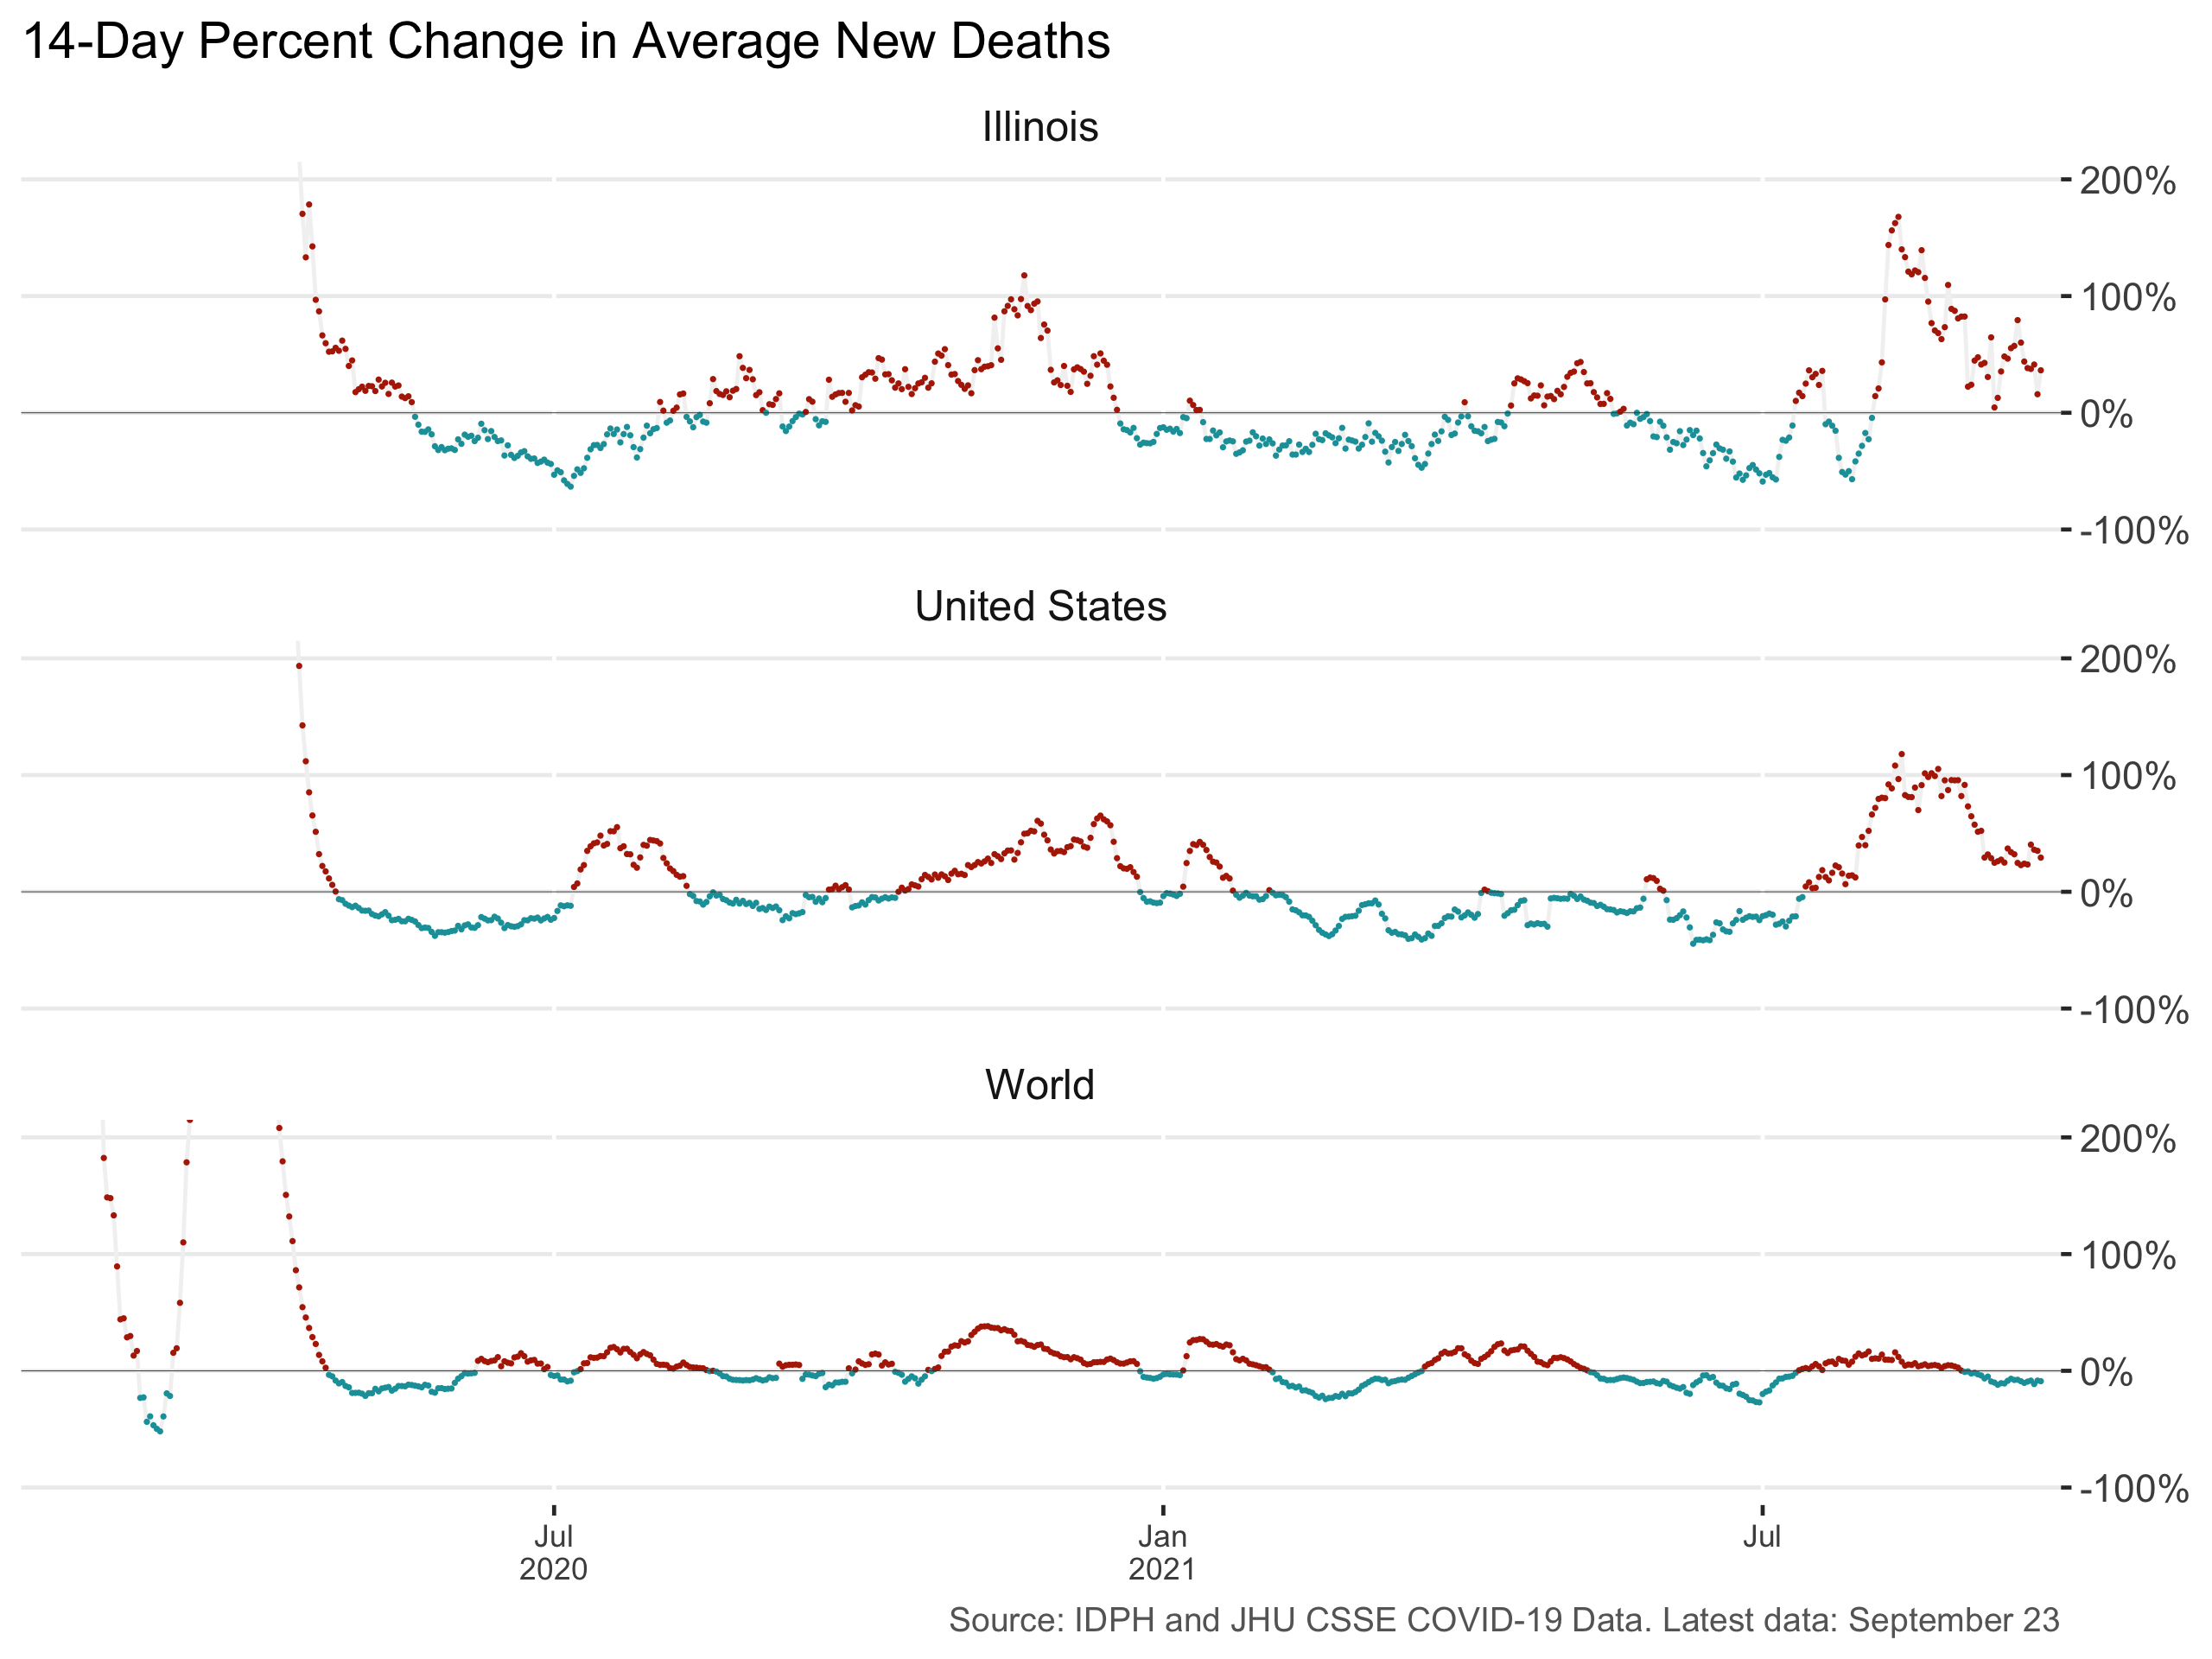 14-Day Percent Change in Average New Deaths
Illinois
200%
100%
0%
-100%
United States
200%
100%
0%
-100%
World
200%
100%
0%
-100%
Jul
2020
Jan
2021
Jul
Source: IDPH and JHU CSSE COVID-19 Data. Latest data: September 23